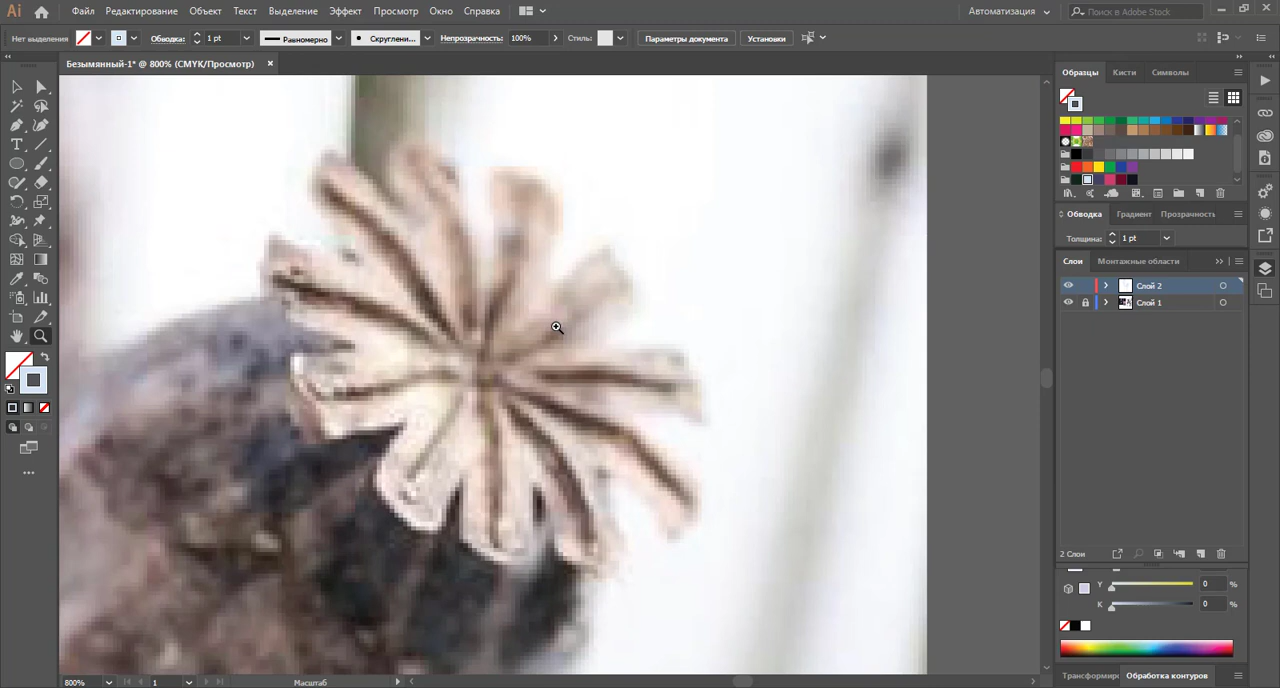 Ai Файл Редактирование Объект Текст Выделение Эффект Просмотр Окно Справка Автоматизация Поиск в Adobe Stock
Нет выделения Обводка: 1 pt Равномерно Скруглени... Непрозрачность: 100% Стиль: Параметры документа Установки
Безымянный-1* @ 800% (CMYK/Просмотр) ×
Образцы Кисти Символы
Обводка Градиент Прозрачность
Толщина: 1 pt
Слои Монтажные области
Слой 2
Слой 1
2 Слои
Y 0 %
K 0 %
800% 1 Масштаб
Трансформир Обработка контуров